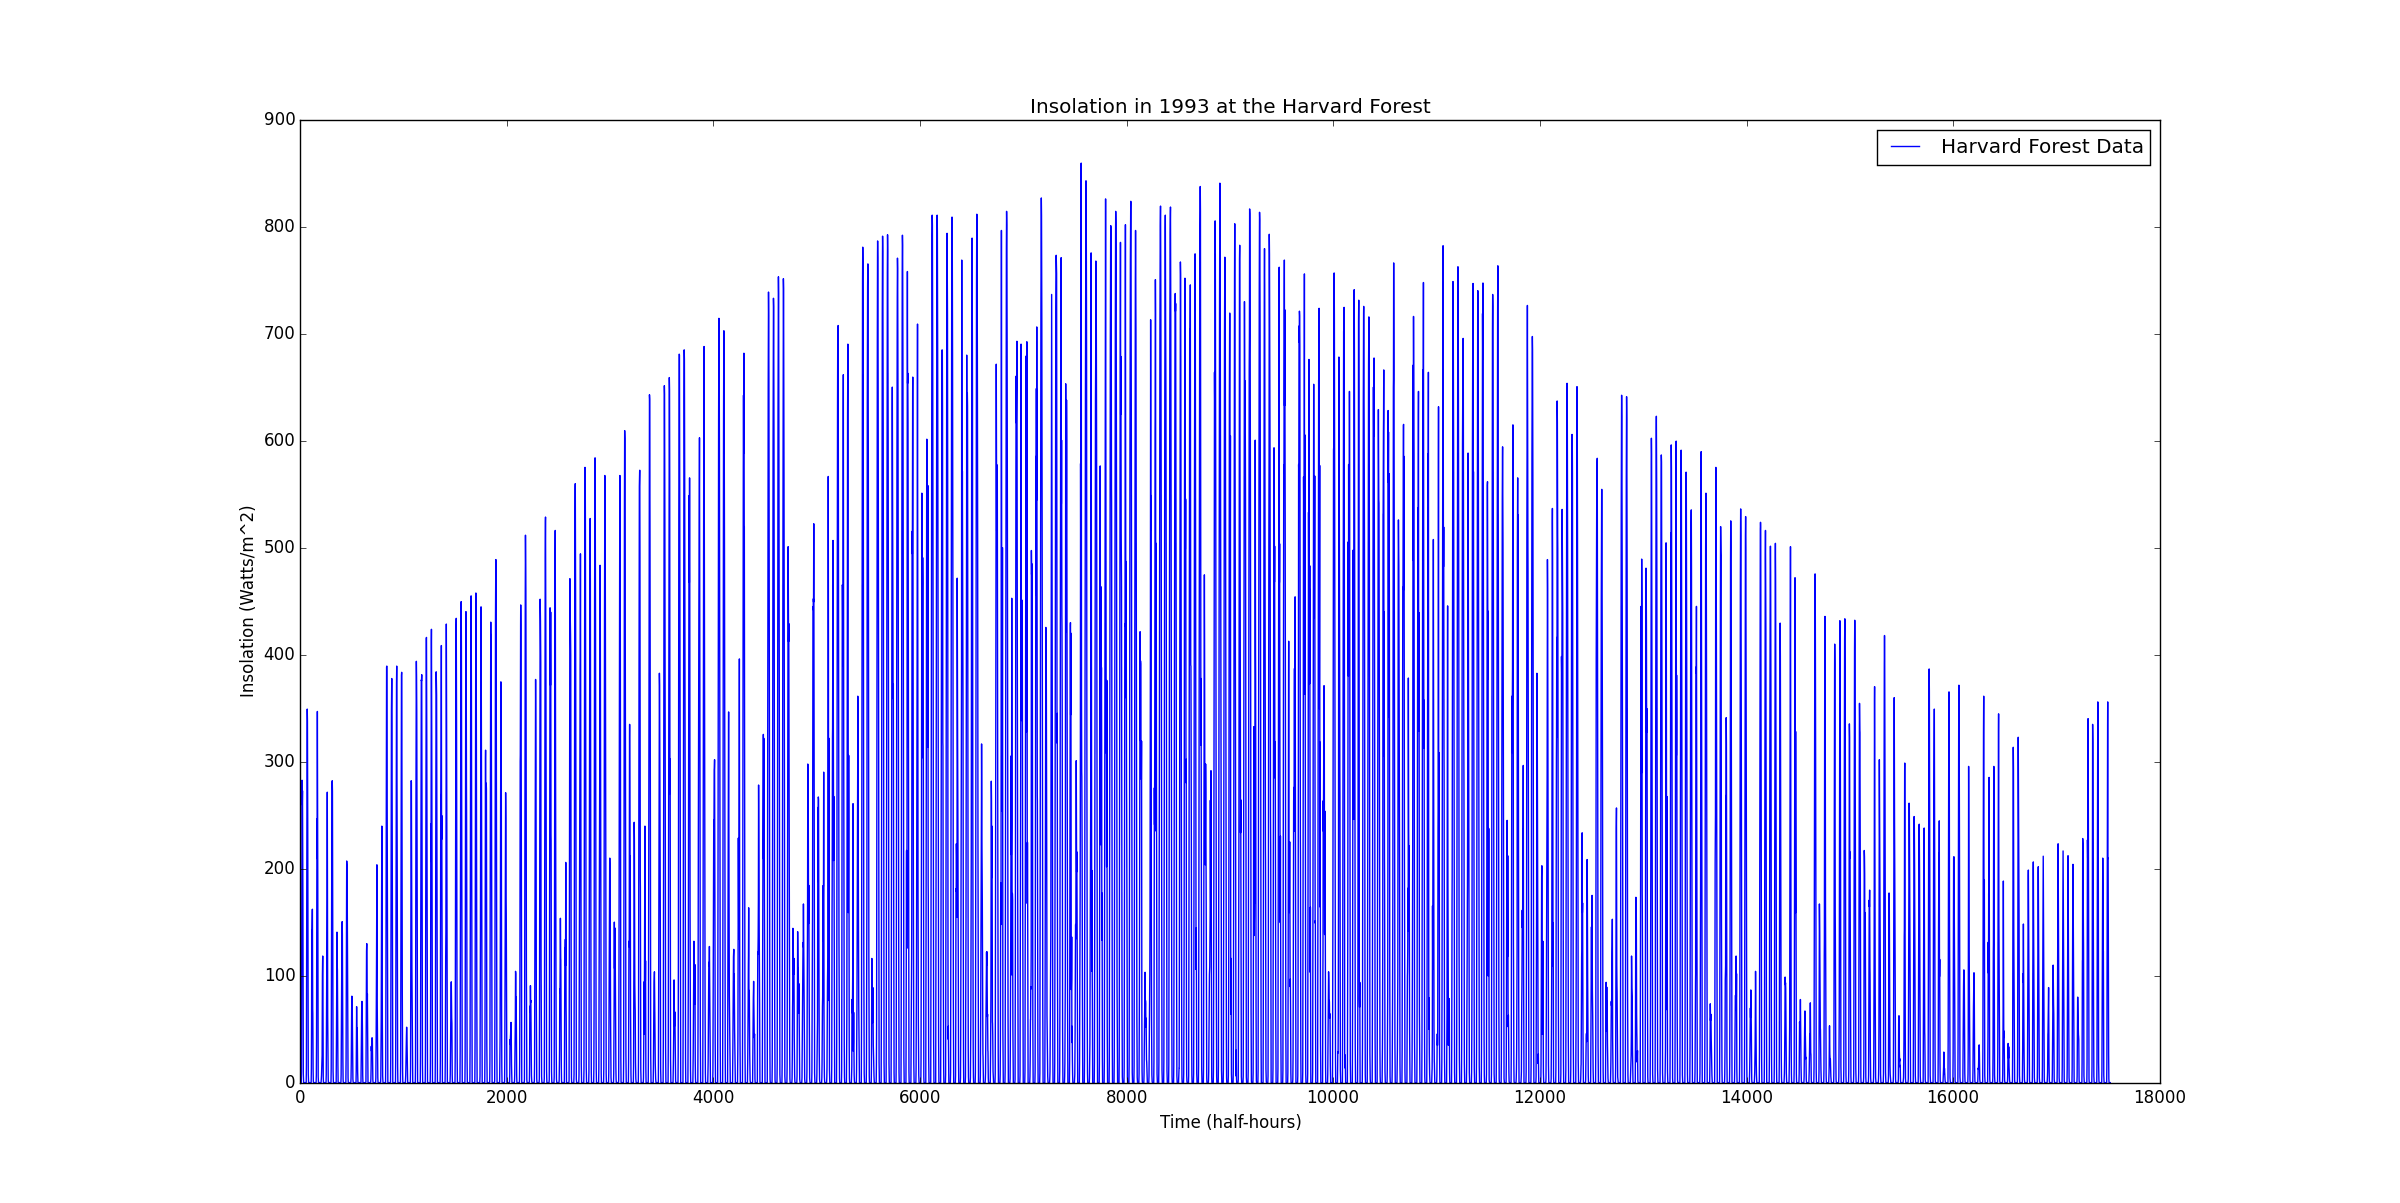 Insolation in 1993 at the Harvard Forest
Harvard Forest Data
Insolation (Watts/m^2)
900
800
700
600
500
400
300
200
100
0
0 2000 4000 6000 8000 10000 12000 14000 16000 18000
Time (half-hours)